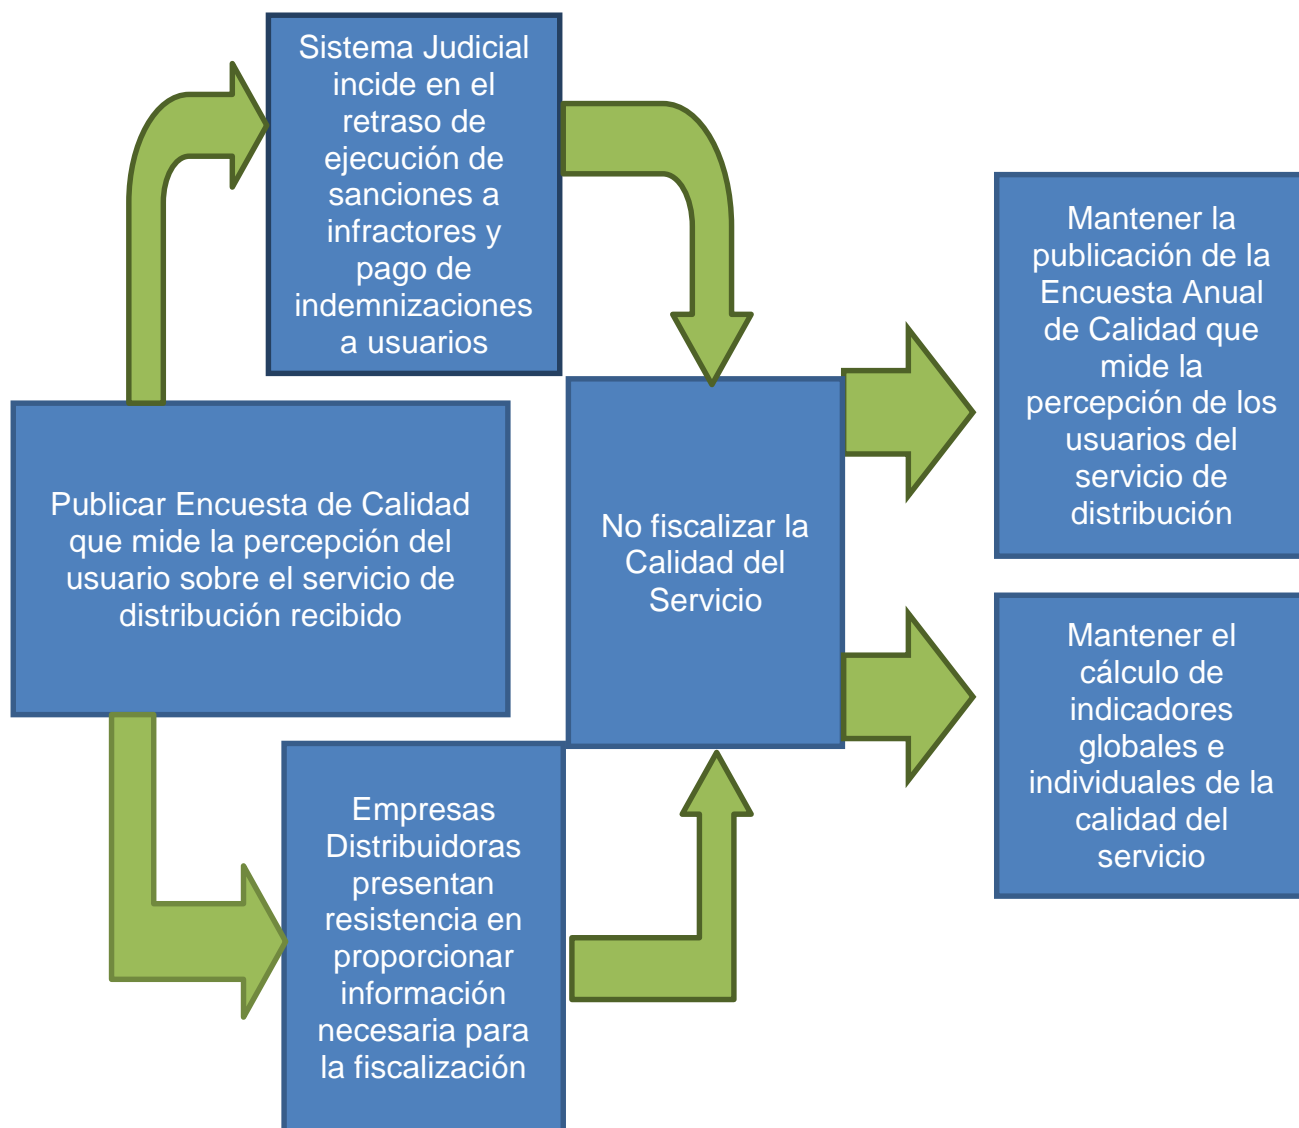 Sistema Judicial
incide en el
retraso de
ejecución de
sanciones a
infractores y
pago de
indemnizaciones
a usuarios
Publicar Encuesta de Calidad
que mide la percepción del
usuario sobre el servicio de
distribución recibido
Empresas
Distribuidoras
presentan
resistencia en
proporcionar
información
necesaria para
la fiscalización
No fiscalizar la
Calidad del
Servicio
Mantener la
publicación de la
Encuesta Anual
de Calidad que
mide la
percepción de los
usuarios del
servicio de
distribución
Mantener el
cálculo de
indicadores
globales e
individuales de la
calidad del
servicio